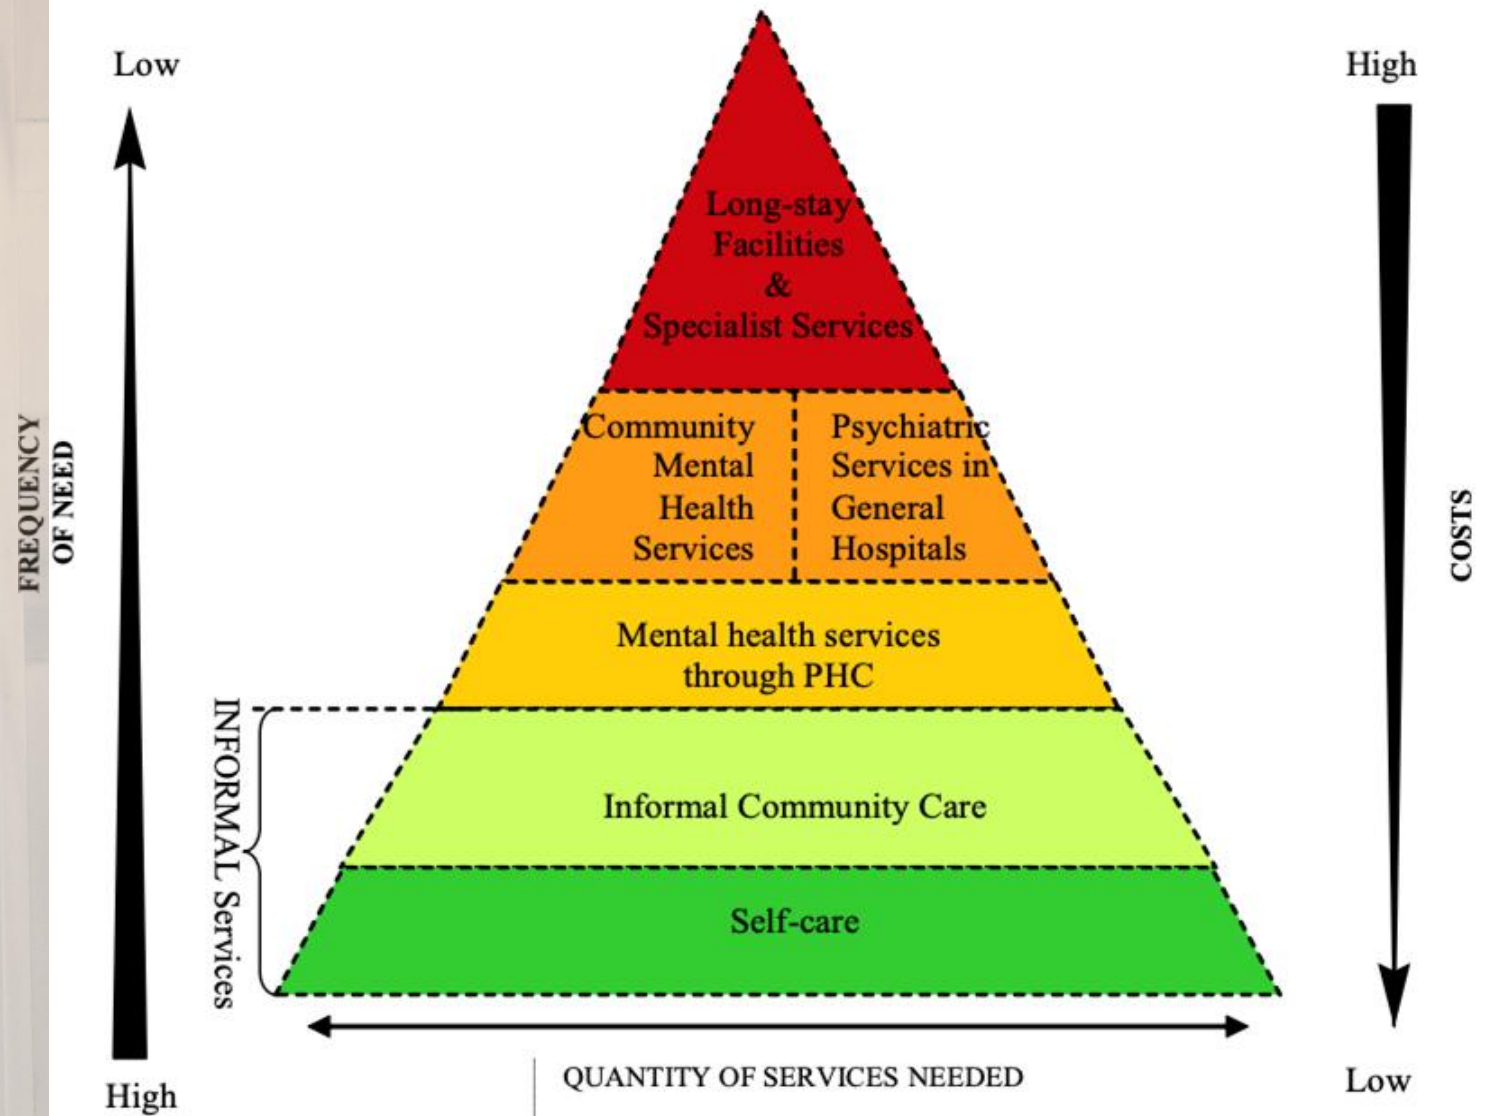 Low
High
Long-stay
Facilities
&
Specialist Services
Community
Mental
Health
Services
Psychiatric
Services in
General
Hospitals
FREQUENCY
OF NEED
COSTS
Mental health services
through PHC
INFORMAL Services
Informal Community Care
Self-care
QUANTITY OF SERVICES NEEDED
High
Low